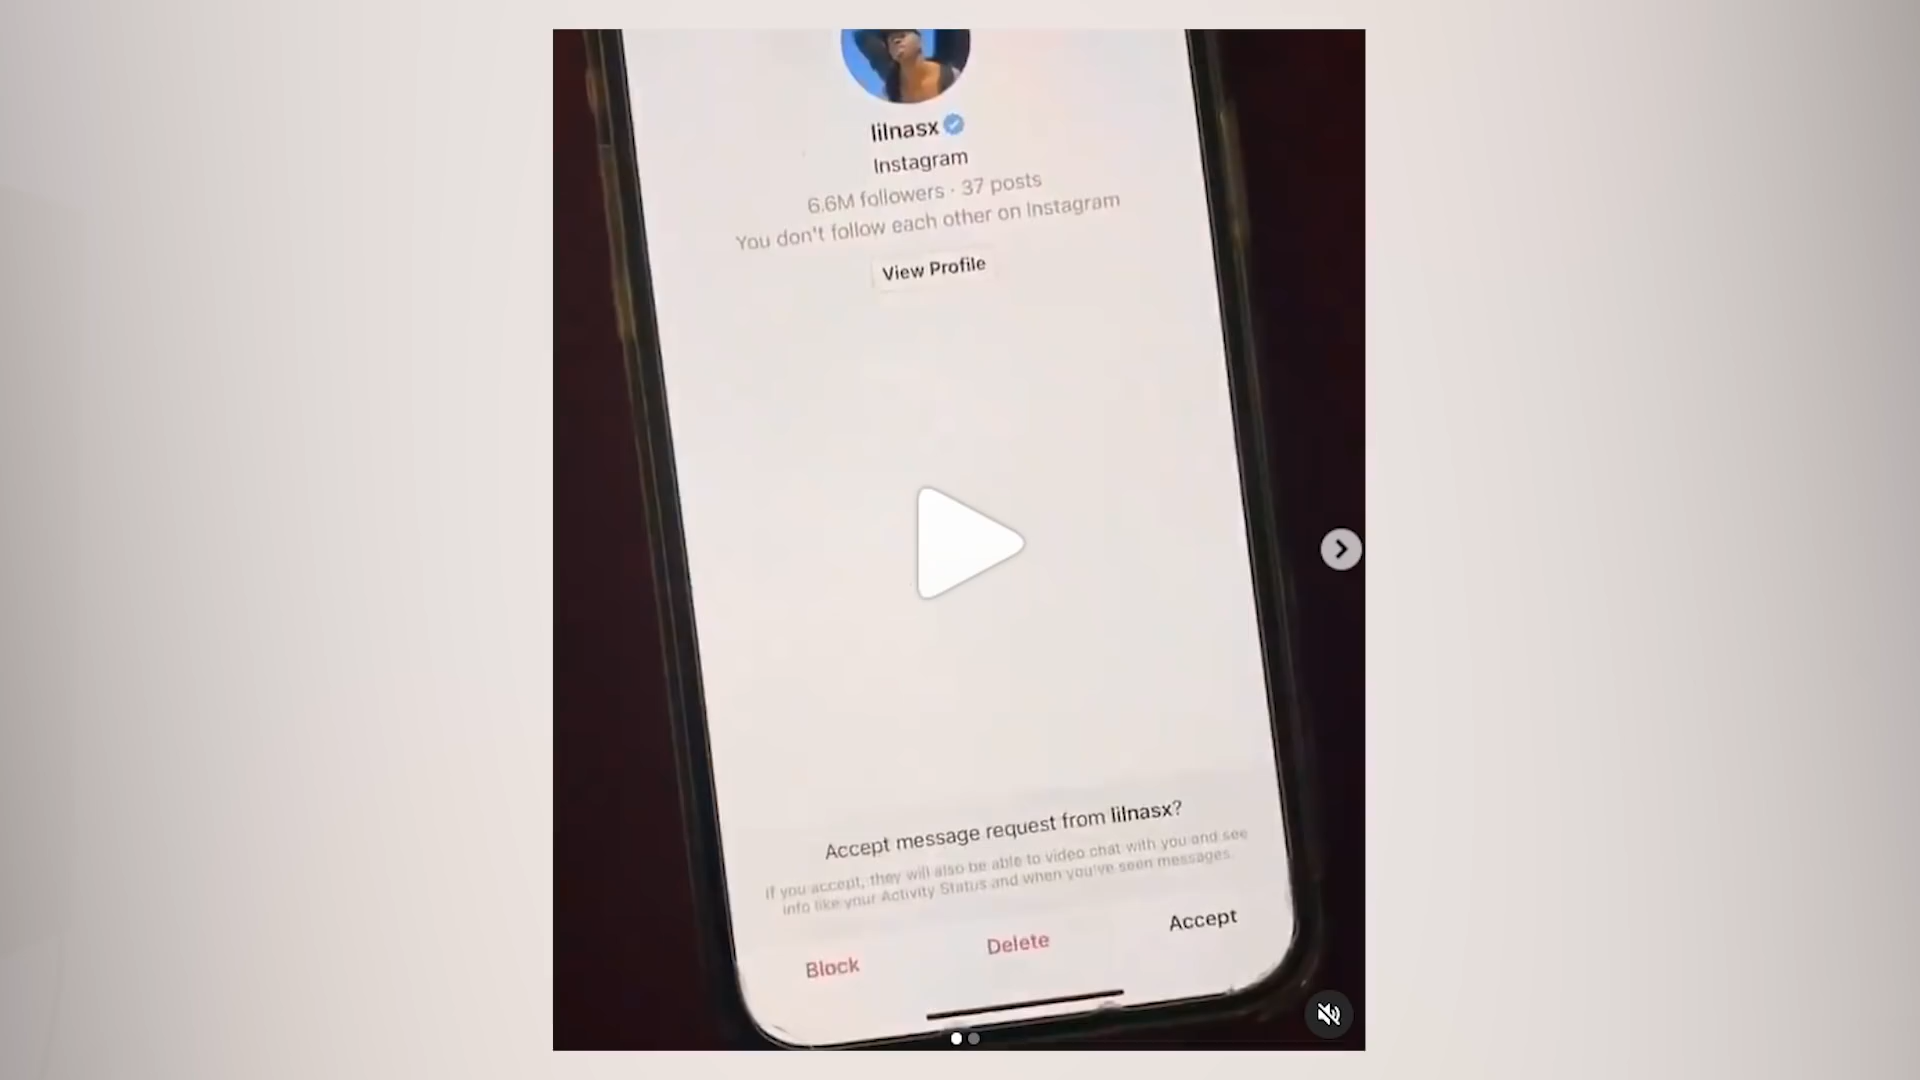 lilnasx
Instagram
6.6M followers · 37 posts
You don't follow each other on Instagram
View Profile
Accept message request from lilnasx?
If you accept, they will also be able to video chat with you and see
info like your Activity Status and when you've seen messages.
Block
Delete
Accept